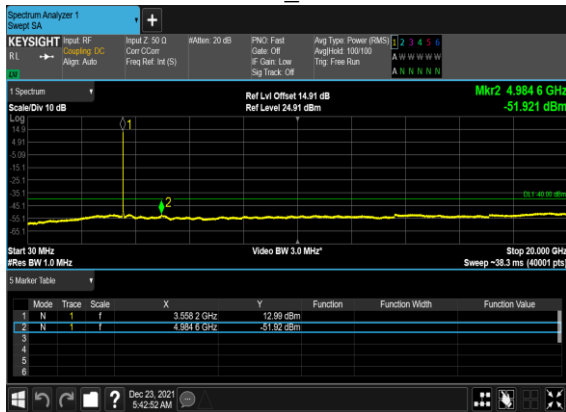 Spectrum Analyzer 1
Swept SA
KEYSIGHT Input: RF Input Z: 50 Ω #Atten: 20 dB PNO: Fast Avg Type: Power (RMS) 1 2 3 4 5 6
RL Coupling: DC Corr CCorr Gate: Off Avg|Hold: 100/100 A W W W W W
Align: Auto Freq Ref: Int (S) IF Gain: Low Trig: Free Run
Sig Track: Off A N N N N N
1 Spectrum Ref Lvl Offset 14.91 dB Mkr2 4.984 6 GHz
Scale/Div 10 dB Ref Level 24.91 dBm -51.921 dBm
Log
14.9
4.91
-5.09
-15.1
-25.1
-35.1
-45.1
-55.1
-65.1
1
2
DL1 -40.00 dBm
Start 30 MHz Video BW 3.0 MHz* Stop 20.000 GHz
#Res BW 1.0 MHz Sweep ~38.3 ms (40001 pts)
5 Marker Table
Mode Trace Scale X Y Function Function Width Function Value
1 N 1 f 3.558 2 GHz 12.99 dBm
2 N 1 f 4.984 6 GHz -51.92 dBm
3
4
5
6
? Dec 23, 2021
5:42:52 AM